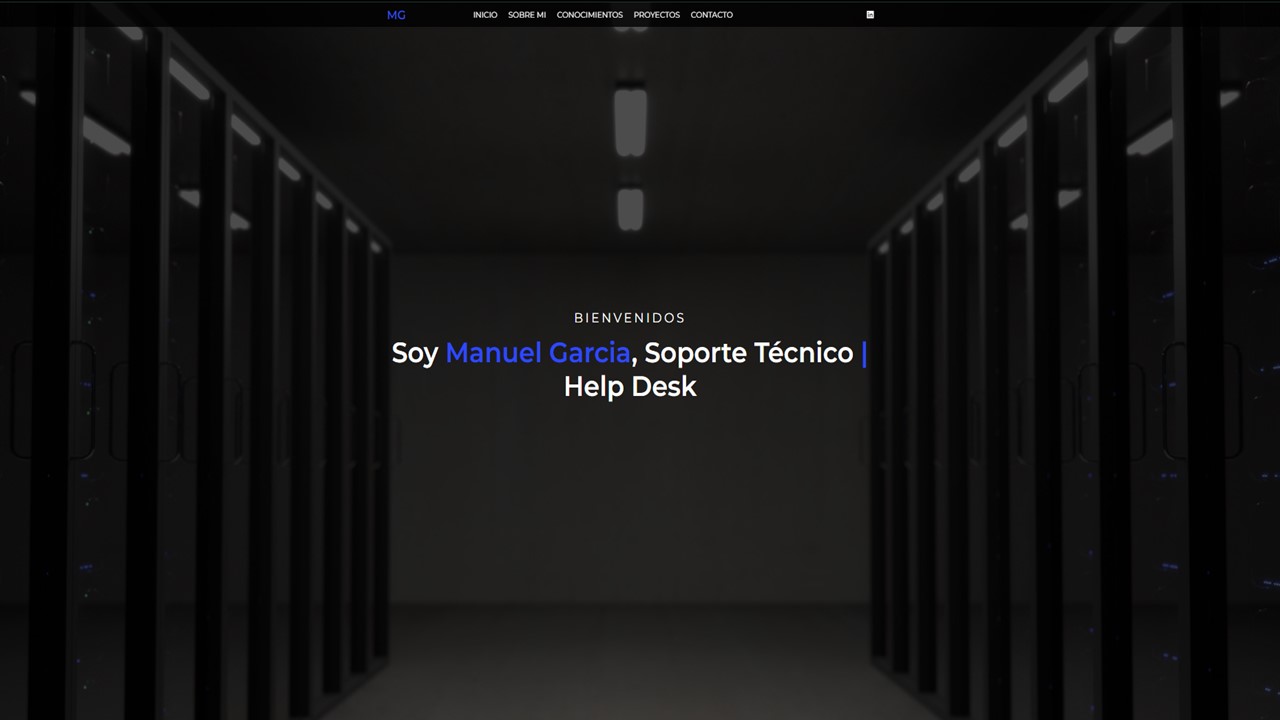 MG
INICIO SOBRE MI CONOCIMIENTOS PROYECTOS CONTACTO
in
BIENVENIDOS
Soy Manuel Garcia, Soporte Técnico |
Help Desk